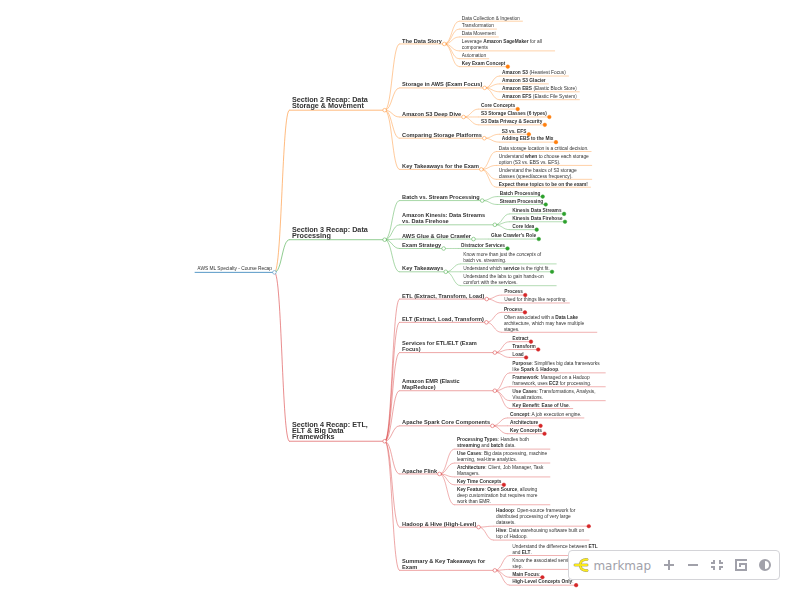 AWS ML Specialty - Course Recap
Section 2 Recap: Data
Storage & Movement
The Data Story
Data Collection & Ingestion
Transformation
Data Movement
Leverage Amazon SageMaker for all
components
Automation
Key Exam Concept
Storage in AWS (Exam Focus)
Amazon S3 (Heaviest Focus)
Amazon S3 Glacier
Amazon EBS (Elastic Block Store)
Amazon EFS (Elastic File System)
Amazon S3 Deep Dive
Core Concepts
S3 Storage Classes (6 types)
S3 Data Privacy & Security
Comparing Storage Platforms
S3 vs. EFS
Adding EBS to the Mix
Key Takeaways for the Exam
Data storage location is a critical decision.
Understand when to choose each storage
option (S3 vs. EBS vs. EFS).
Understand the basics of S3 storage
classes (speed/access frequency).
Expect these topics to be on the exam!
Section 3 Recap: Data
Processing
Batch vs. Stream Processing
Batch Processing
Stream Processing
Amazon Kinesis: Data Streams
vs. Data Firehose
Kinesis Data Streams
Kinesis Data Firehose
Core Idea
AWS Glue & Glue Crawler
Glue Crawler's Role
Exam Strategy
Distractor Services
Key Takeaways
Know more than just the concepts of
batch vs. streaming.
Understand which service is the right fit.
Understand the labs to gain hands-on
comfort with the services.
Section 4 Recap: ETL,
ELT & Big Data
Frameworks
ETL (Extract, Transform, Load)
Process
Used for things like reporting
ELT (Extract, Load, Transform)
Process
Often associated with a Data Lake
architecture, which may have multiple
stages.
Services for ETL/ELT (Exam
Focus)
Extract
Transform
Load
Amazon EMR (Elastic
MapReduce)
Purpose: Simplifies big data frameworks
like Spark & Hadoop.
Framework: Managed on a Hadoop
framework, uses EC2 for processing.
Use Cases: Transformations, Analysis,
Visualizations.
Key Benefit: Ease of Use.
Apache Spark Core Components
Concept: A job execution engine.
Architecture
Key Concepts
Apache Flink
Processing Types: Handles both
streaming and batch data.
Use Cases: Big data processing, machine
learning, real-time analytics.
Architecture: Client, Job Manager, Task
Managers.
Key Time Concepts
Key Feature: Open Source, allowing
deep customization but requires more
work than EMR.
Hadoop & Hive (High-Level)
Hadoop: Open-source framework for
distributed processing of very large
datasets.
Hive: Data warehousing software built on
top of Hadoop.
Summary & Key Takeaways for
Exam
Understand the difference between ETL
and ELT.
Know the associated
step.
Main Focus:
High-Level Concepts Only:
markmap